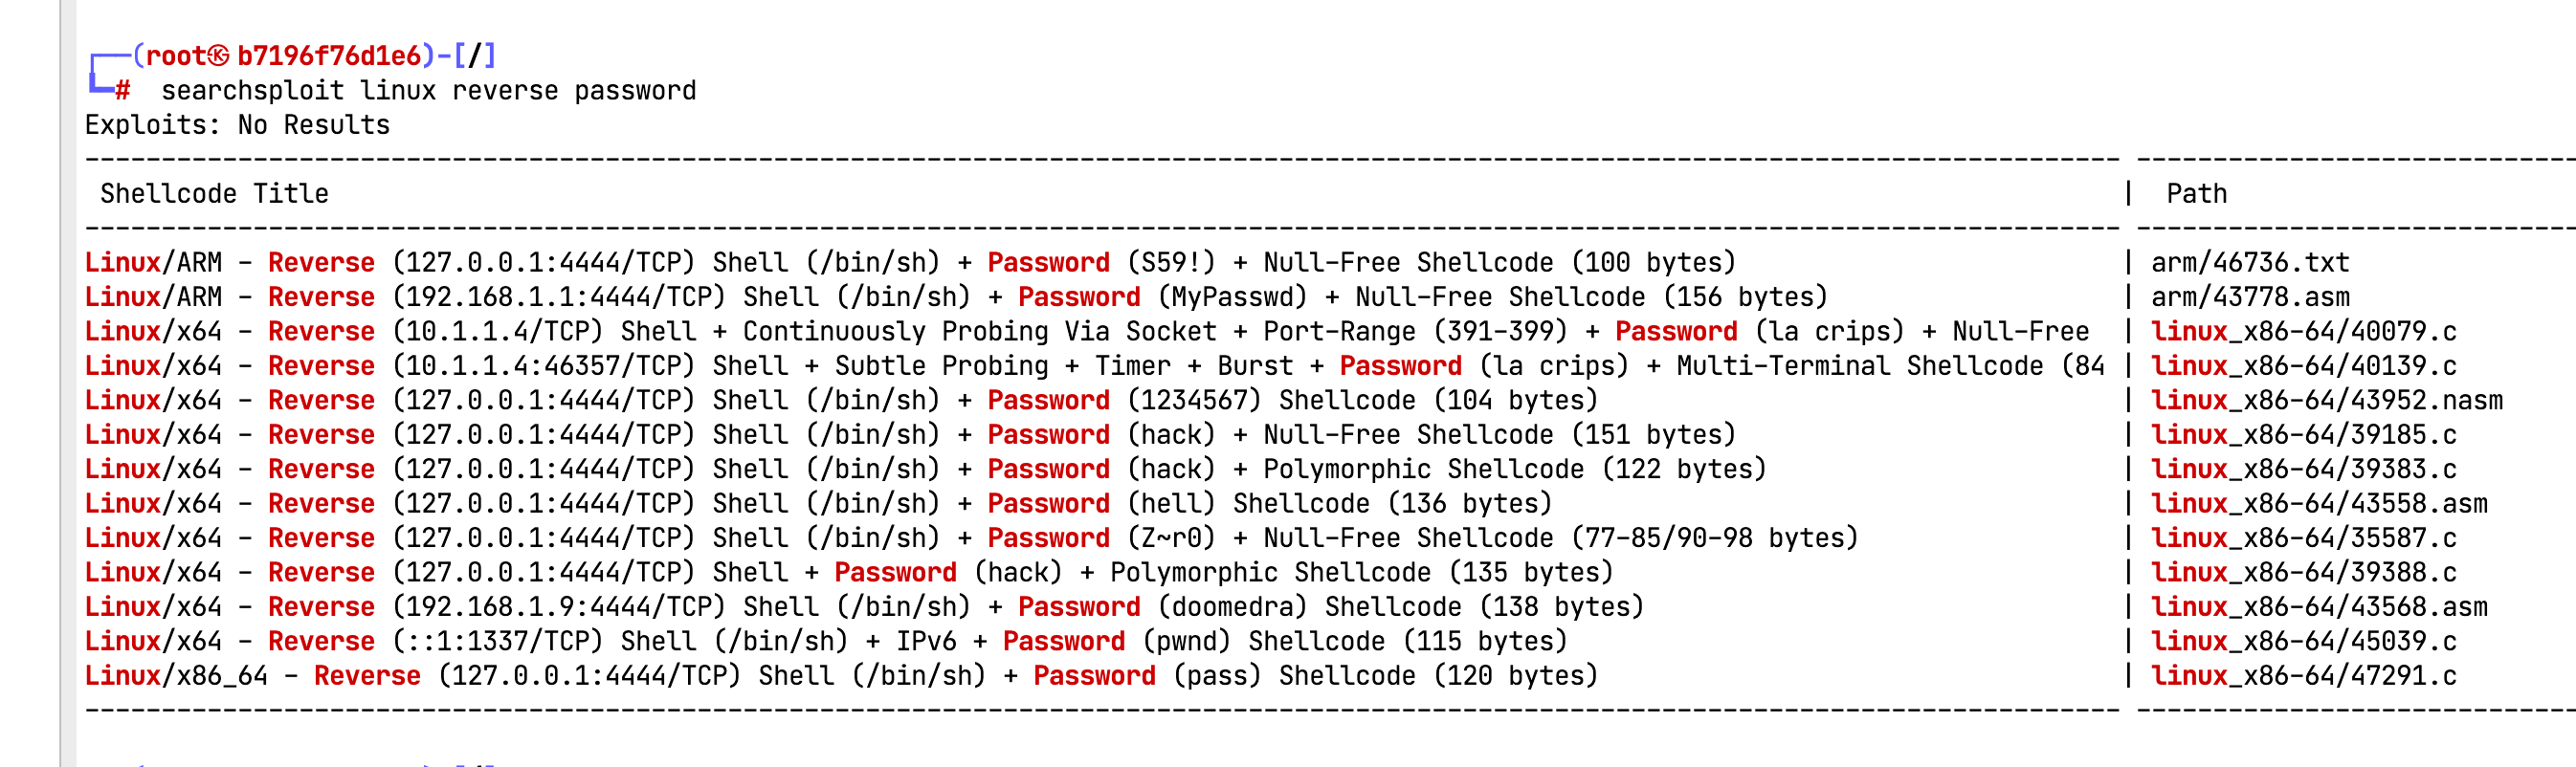 ┌──(root㉿b7196f76d1e6)-[/]
└─# searchsploit linux reverse password
Exploits: No Results
------------------------------------------------------------------------------------------------------------------------------------- ----------------------------
 Shellcode Title | Path
------------------------------------------------------------------------------------------------------------------------------------- ----------------------------
Linux/ARM - Reverse (127.0.0.1:4444/TCP) Shell (/bin/sh) + Password (S59!) + Null-Free Shellcode (100 bytes) | arm/46736.txt
Linux/ARM - Reverse (192.168.1.1:4444/TCP) Shell (/bin/sh) + Password (MyPasswd) + Null-Free Shellcode (156 bytes) | arm/43778.asm
Linux/x64 - Reverse (10.1.1.4/TCP) Shell + Continuously Probing Via Socket + Port-Range (391-399) + Password (la crips) + Null-Free | linux_x86-64/40079.c
Linux/x64 - Reverse (10.1.1.4:46357/TCP) Shell + Subtle Probing + Timer + Burst + Password (la crips) + Multi-Terminal Shellcode (84 | linux_x86-64/40139.c
Linux/x64 - Reverse (127.0.0.1:4444/TCP) Shell (/bin/sh) + Password (1234567) Shellcode (104 bytes) | linux_x86-64/43952.nasm
Linux/x64 - Reverse (127.0.0.1:4444/TCP) Shell (/bin/sh) + Password (hack) + Null-Free Shellcode (151 bytes) | linux_x86-64/39185.c
Linux/x64 - Reverse (127.0.0.1:4444/TCP) Shell (/bin/sh) + Password (hack) + Polymorphic Shellcode (122 bytes) | linux_x86-64/39383.c
Linux/x64 - Reverse (127.0.0.1:4444/TCP) Shell (/bin/sh) + Password (hell) Shellcode (136 bytes) | linux_x86-64/43558.asm
Linux/x64 - Reverse (127.0.0.1:4444/TCP) Shell (/bin/sh) + Password (Z~r0) + Null-Free Shellcode (77-85/90-98 bytes) | linux_x86-64/35587.c
Linux/x64 - Reverse (127.0.0.1:4444/TCP) Shell + Password (hack) + Polymorphic Shellcode (135 bytes) | linux_x86-64/39388.c
Linux/x64 - Reverse (192.168.1.9:4444/TCP) Shell (/bin/sh) + Password (doomedra) Shellcode (138 bytes) | linux_x86-64/43568.asm
Linux/x64 - Reverse (::1:1337/TCP) Shell (/bin/sh) + IPv6 + Password (pwnd) Shellcode (115 bytes) | linux_x86-64/45039.c
Linux/x86_64 - Reverse (127.0.0.1:4444/TCP) Shell (/bin/sh) + Password (pass) Shellcode (120 bytes) | linux_x86-64/47291.c
------------------------------------------------------------------------------------------------------------------------------------- ----------------------------